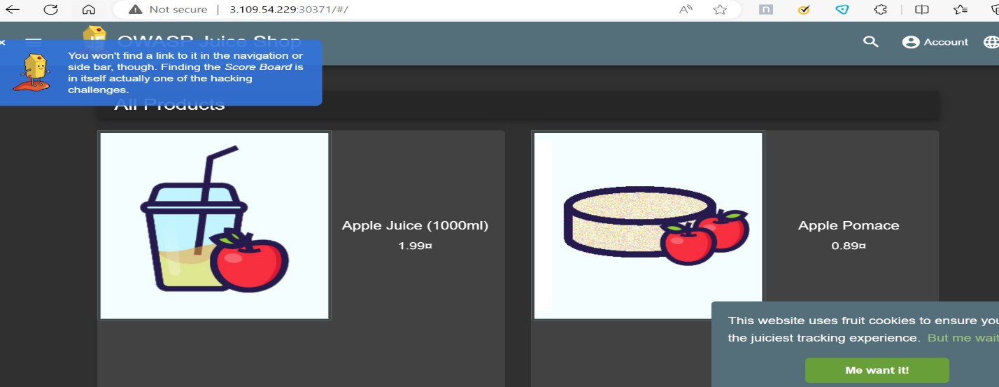 Not secure | 3.109.54.229:30371/#/
OWASP Juice Shop
Account
You won't find a link to it in the navigation or
side bar, though. Finding the Score Board is
in itself actually one of the hacking
challenges.
All Products
Apple Juice (1000ml)
1.99¤
Apple Pomace
0.89¤
This website uses fruit cookies to ensure you
the juiciest tracking experience. But me wait
Me want it!